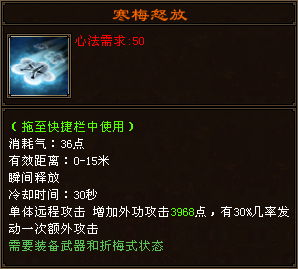 寒梅怒放
心法需求:50
（拖至快捷栏中使用）
消耗气：36点
有效距离：0-15米
瞬间释放
冷却时间：30秒
单体远程攻击 增加外功攻击3968点，有30%几率发
动一次额外攻击
需要装备武器和折梅式状态